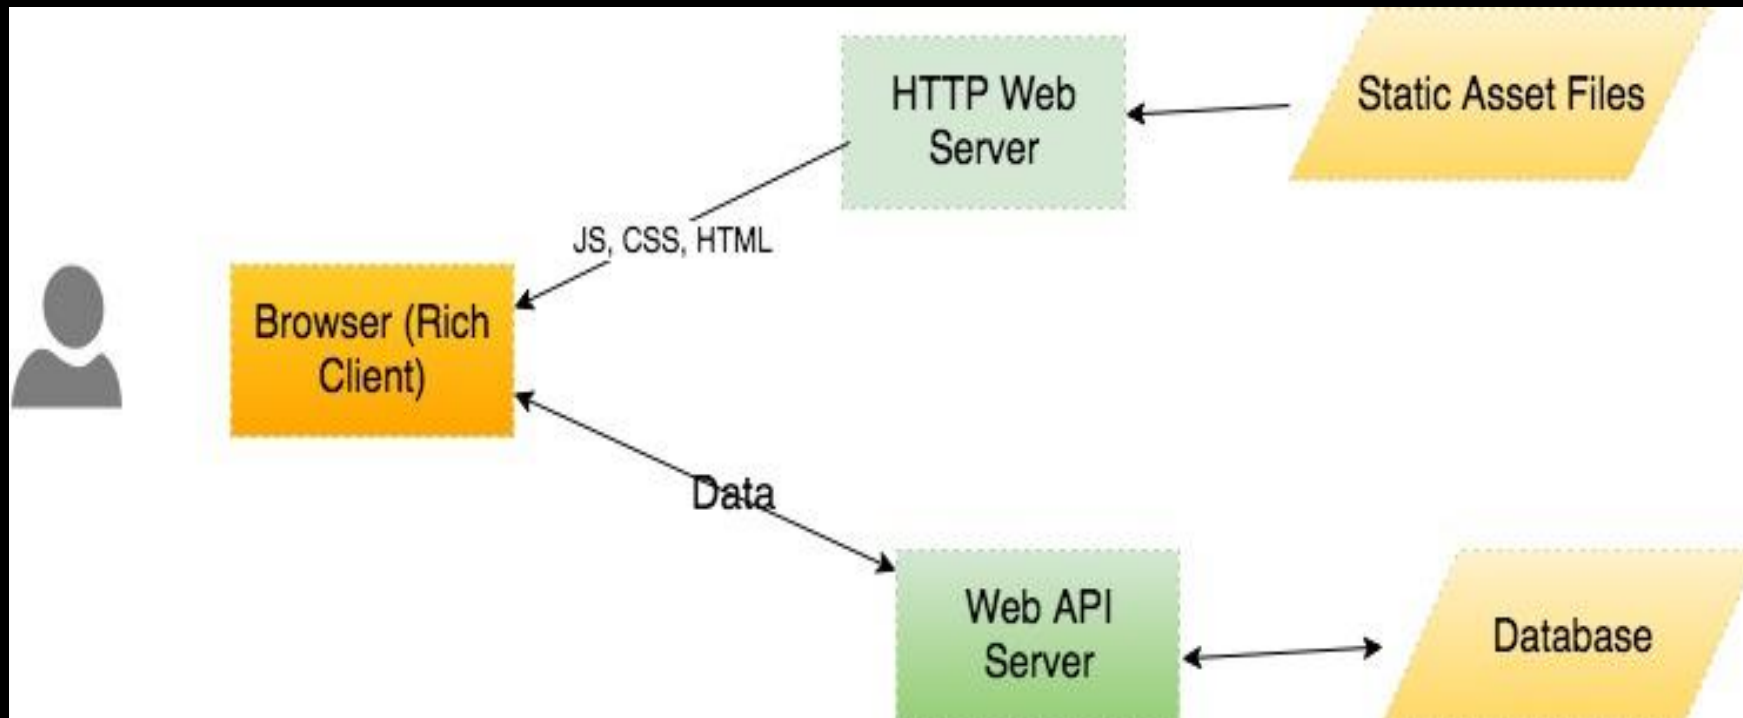 HTTP Web
Server
Static Asset Files
JS, CSS, HTML
Browser (Rich
Client)
Data
Web API
Server
Database